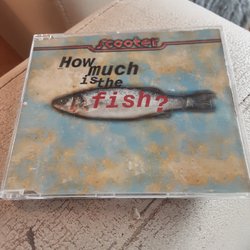 scooter
How
much
is the
fish?